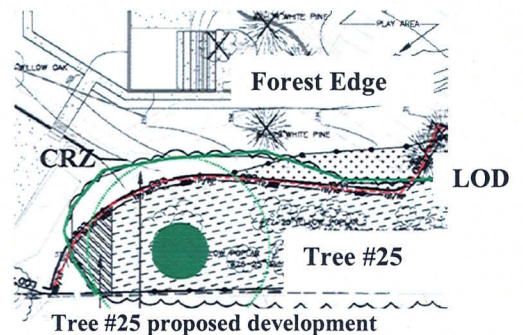 WHITE PINE
PLAY AREA
WILLOW OAK
Forest Edge
WHITE PINE
CRZ
LOD
Tree #25
Tree #25 proposed development